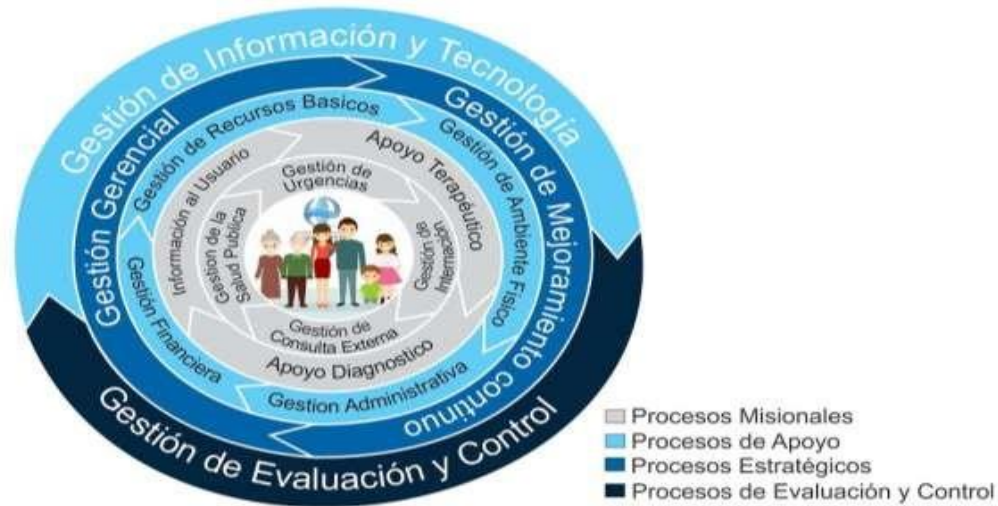 Gestión de Información y Tecnología
Gestión Gerencial
Gestión de Mejoramiento continuo
Gestión de Recursos Basicos
Gestión de Ambiente Físico
Gestión Financiera
Gestion Administrativa
Información al Usuario
Apoyo Terapéutico
Apoyo Diagnostico
Gestión de
Urgencias
Gestión de la
Salud Publica
Gestión de
Internación
Gestión de
Consulta Externa
Gestión de Evaluación y Control
Procesos Misionales
Procesos de Apoyo
Procesos Estratégicos
Procesos de Evaluación y Control